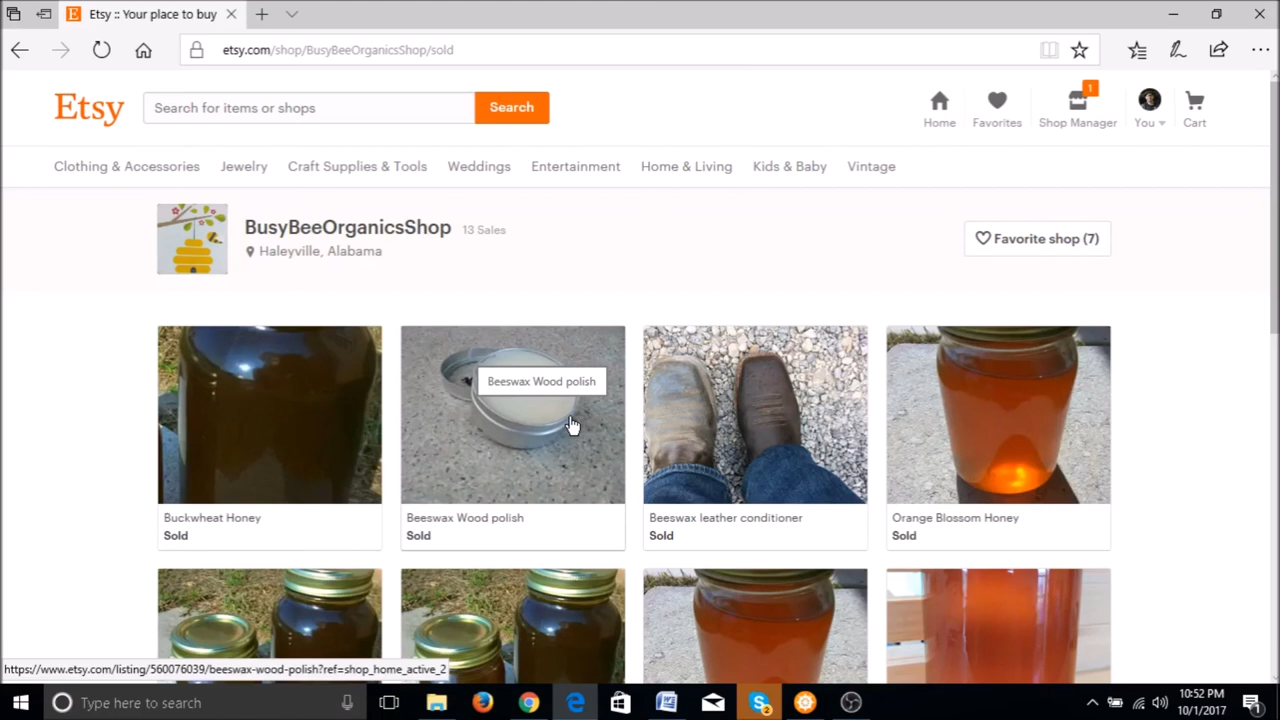 Etsy :: Your place to buy
etsy.com/shop/BusyBeeOrganicsShop/sold
Etsy
Search for items or shops
Search
1
Home
Favorites
Shop Manager
You
Cart
Clothing & Accessories
Jewelry
Craft Supplies & Tools
Weddings
Entertainment
Home & Living
Kids & Baby
Vintage
BusyBeeOrganicsShop 13 Sales
Haleyville, Alabama
Favorite shop (7)
Beeswax Wood polish
Buckwheat Honey
Sold
Beeswax Wood polish
Sold
Beeswax leather conditioner
Sold
Orange Blossom Honey
Sold
https://www.etsy.com/listing/560076039/beeswax-wood-polish?ref=shop_home_active_2
Type here to search
2
10:52 PM
10/1/2017
1